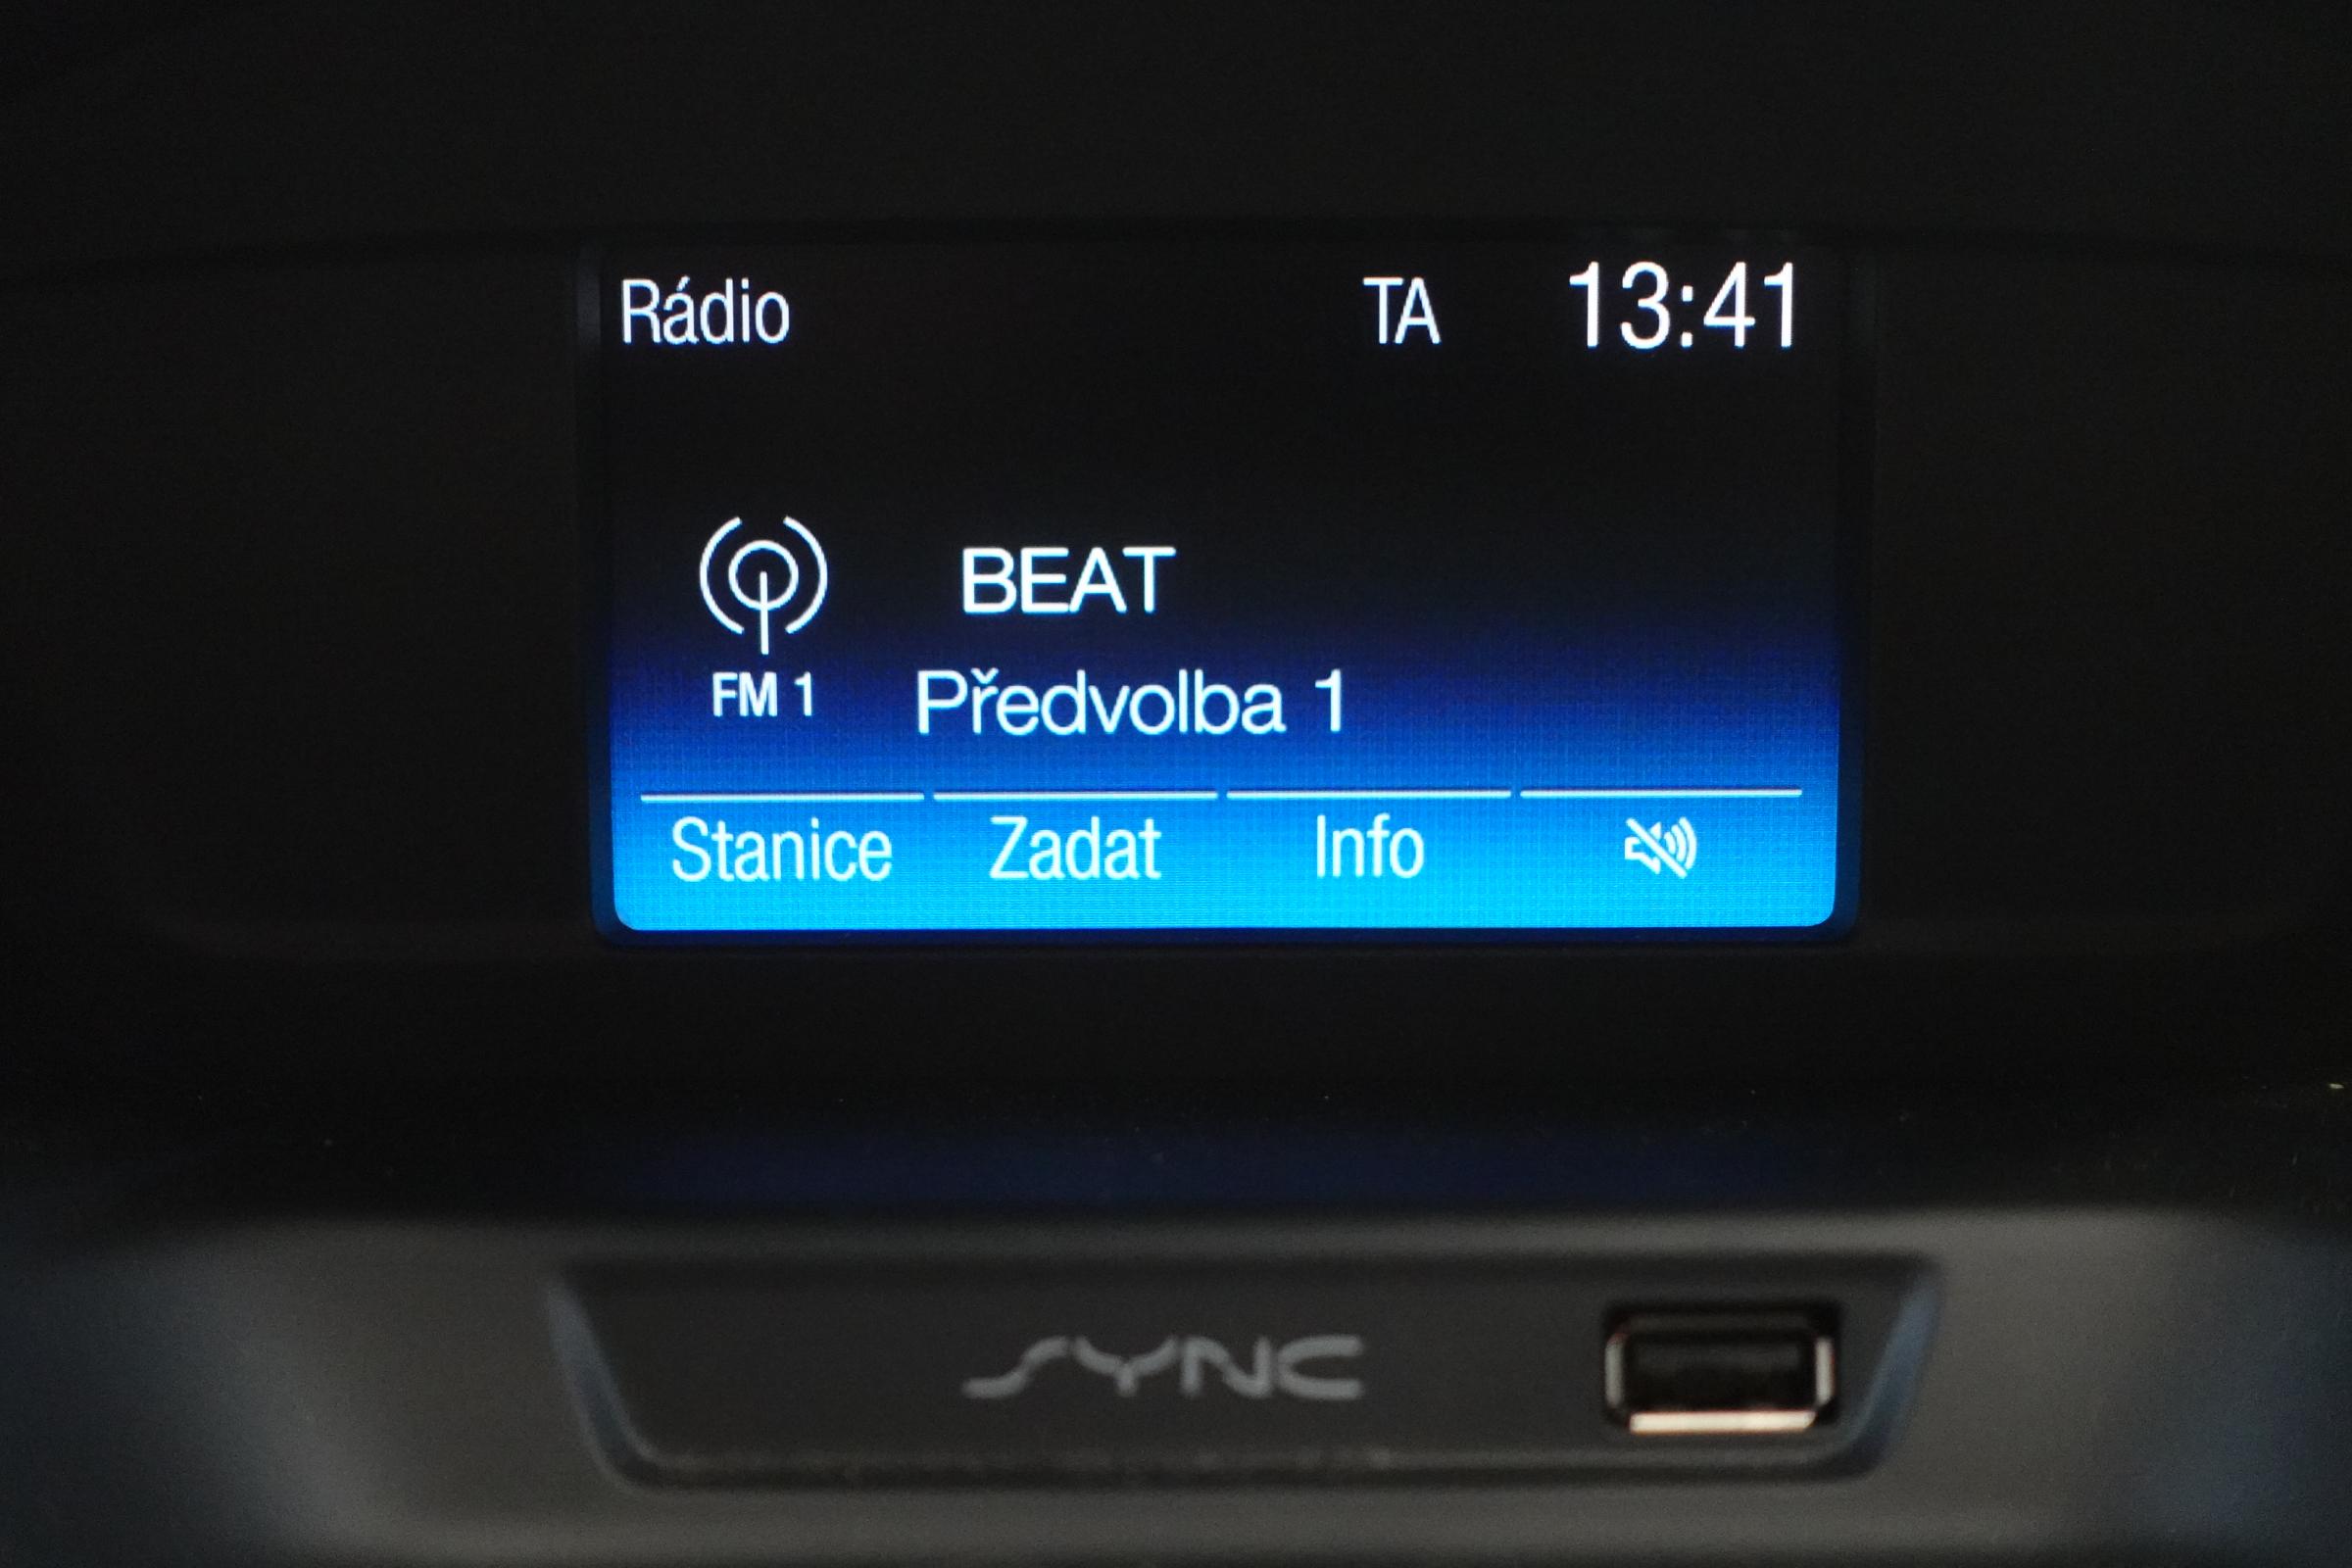 Rádio TA 13:41
BEAT
FM 1 Předvolba 1
Stanice Zadat Info
SYNC